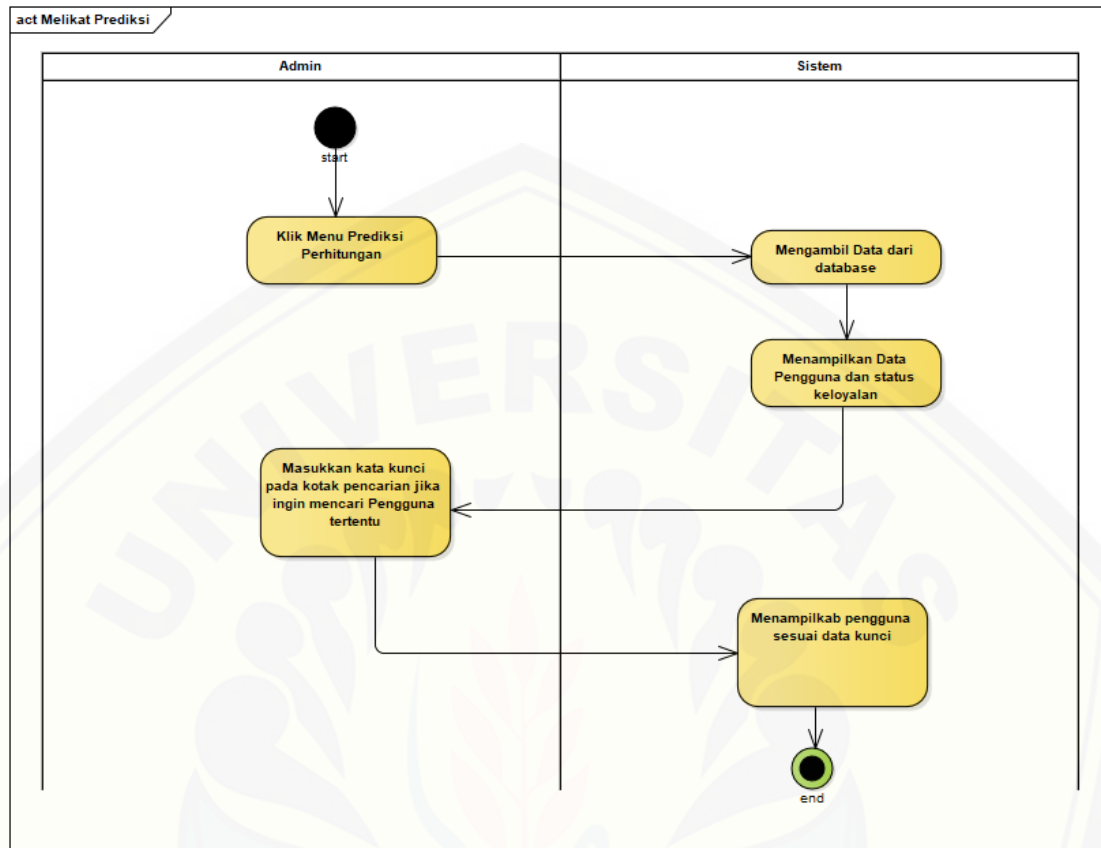 act Melikat Prediksi
Admin
Sistem
start
Klik Menu Prediksi
Perhitungan
Mengambil Data dari
database
Menampilkan Data
Pengguna dan status
keloyalan
Masukkan kata kunci
pada kotak pencarian jika
ingin mencari Pengguna
tertentu
Menampilkab pengguna
sesuai data kunci
end
UNIVERSITAS